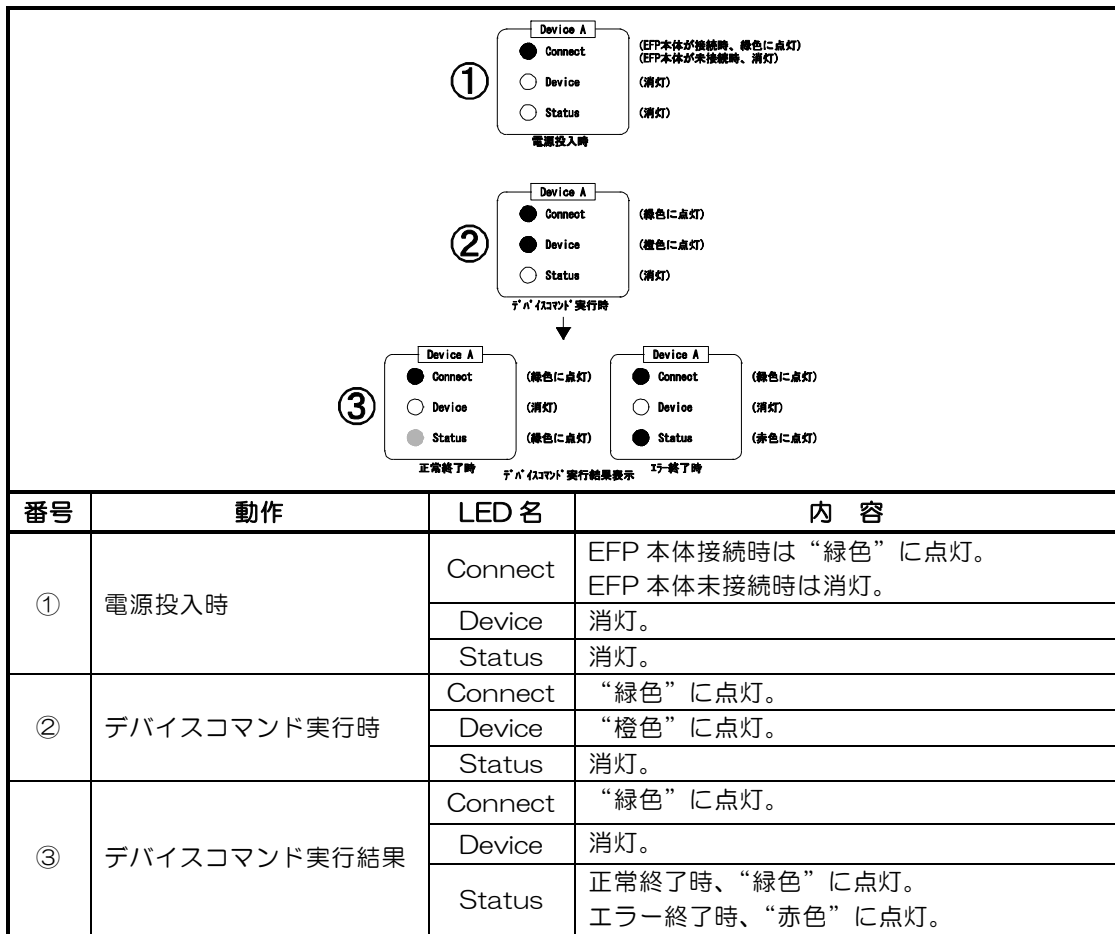 Device A
Connect (EFP本体が接続時、緑色に点灯)
(EFP本体が未接続時、消灯)
① Device (消灯)
Status (消灯)
電源投入時
Device A
Connect (緑色に点灯)
② Device (橙色に点灯)
Status (消灯)
ﾃﾞﾊﾞｲｽｺﾏﾝﾄﾞ実行時
Device A Device A
Connect (緑色に点灯) Connect (緑色に点灯)
③ Device (消灯) Device (消灯)
Status (緑色に点灯) Status (赤色に点灯)
正常終了時 ﾃﾞﾊﾞｲｽｺﾏﾝﾄﾞ実行結果表示 ｴﾗｰ終了時
番号 動作 LED 名 内 容
① 電源投入時 Connect EFP 本体接続時は“緑色”に点灯。
EFP 本体未接続時は消灯。
Device 消灯。
Status 消灯。
② デバイスコマンド実行時 Connect “緑色”に点灯。
Device “橙色”に点灯。
Status 消灯。
③ デバイスコマンド実行結果 Connect “緑色”に点灯。
Device 消灯。
Status 正常終了時、“緑色”に点灯。
エラー終了時、“赤色”に点灯。